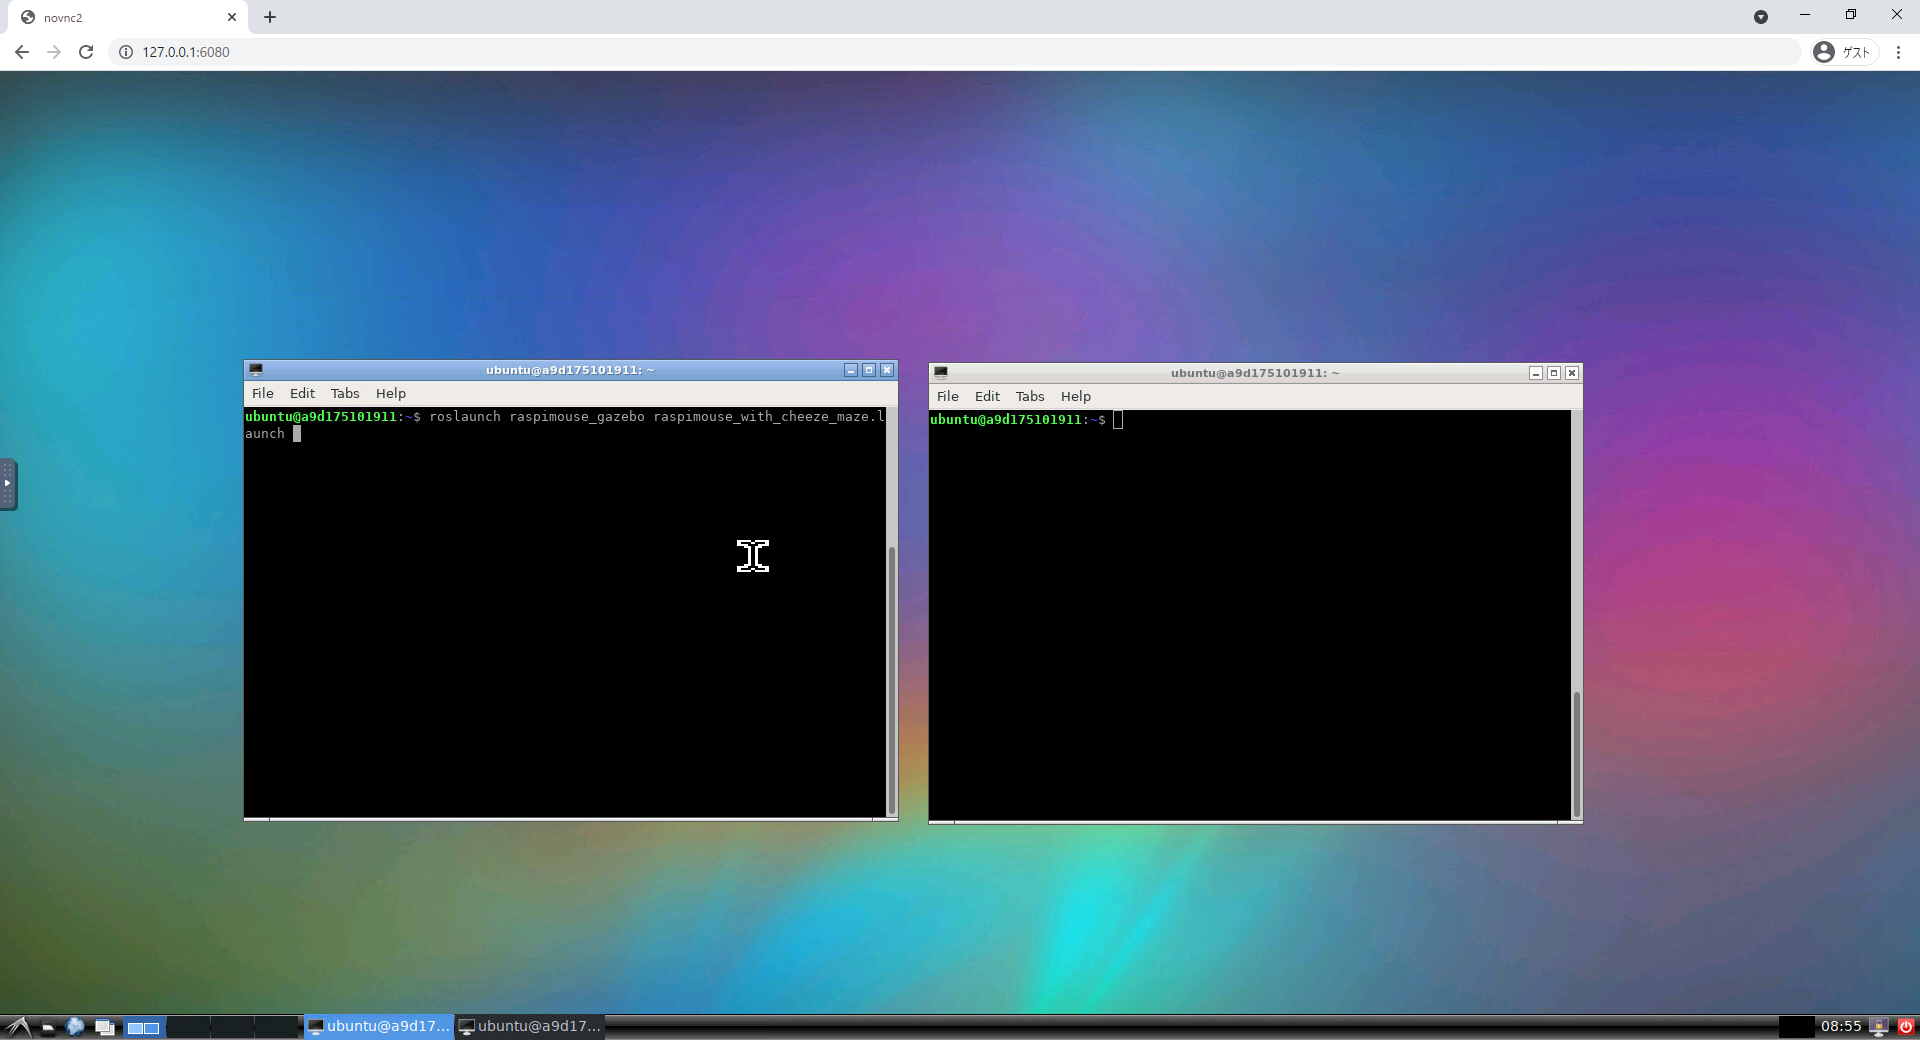 novnc2
127.0.0.1:6080
ゲスト
ubuntu@a9d175101911: ~
File Edit Tabs Help
ubuntu@a9d175101911:~$ roslaunch raspimouse_gazebo raspimouse_with_cheeze_maze.l
aunch
ubuntu@a9d175101911: ~
File Edit Tabs Help
ubuntu@a9d175101911:~$
ubuntu@a9d17...
ubuntu@a9d17...
08:55